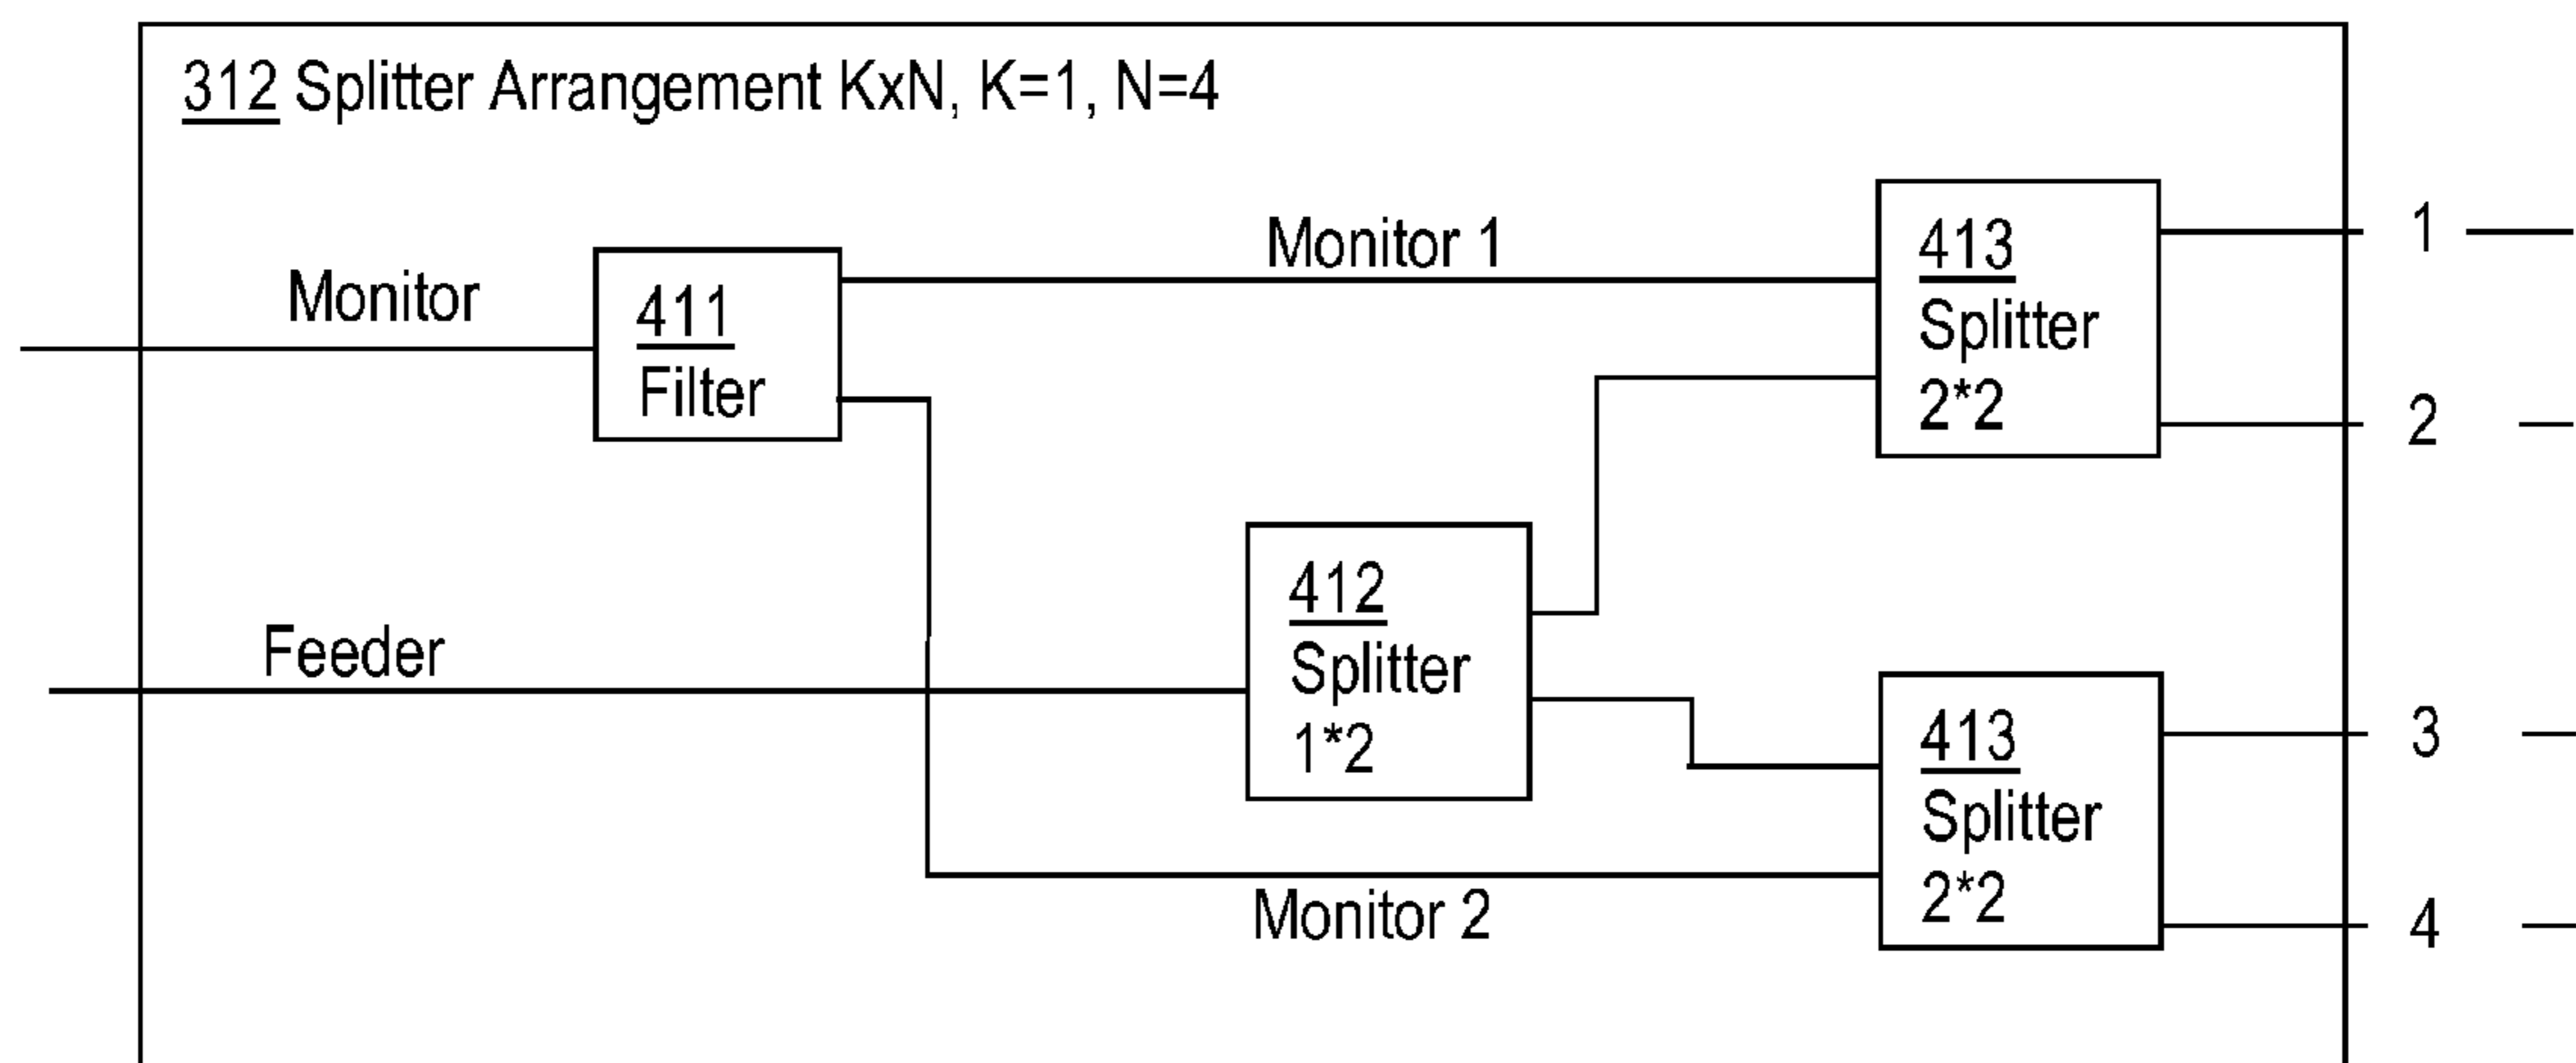 312 Splitter Arrangement KxN, K=1, N=4
Monitor
411
Filter
Monitor 1
413
Splitter
2*2
1
2
Feeder
412
Splitter
1*2
413
Splitter
2*2
3
4
Monitor 2